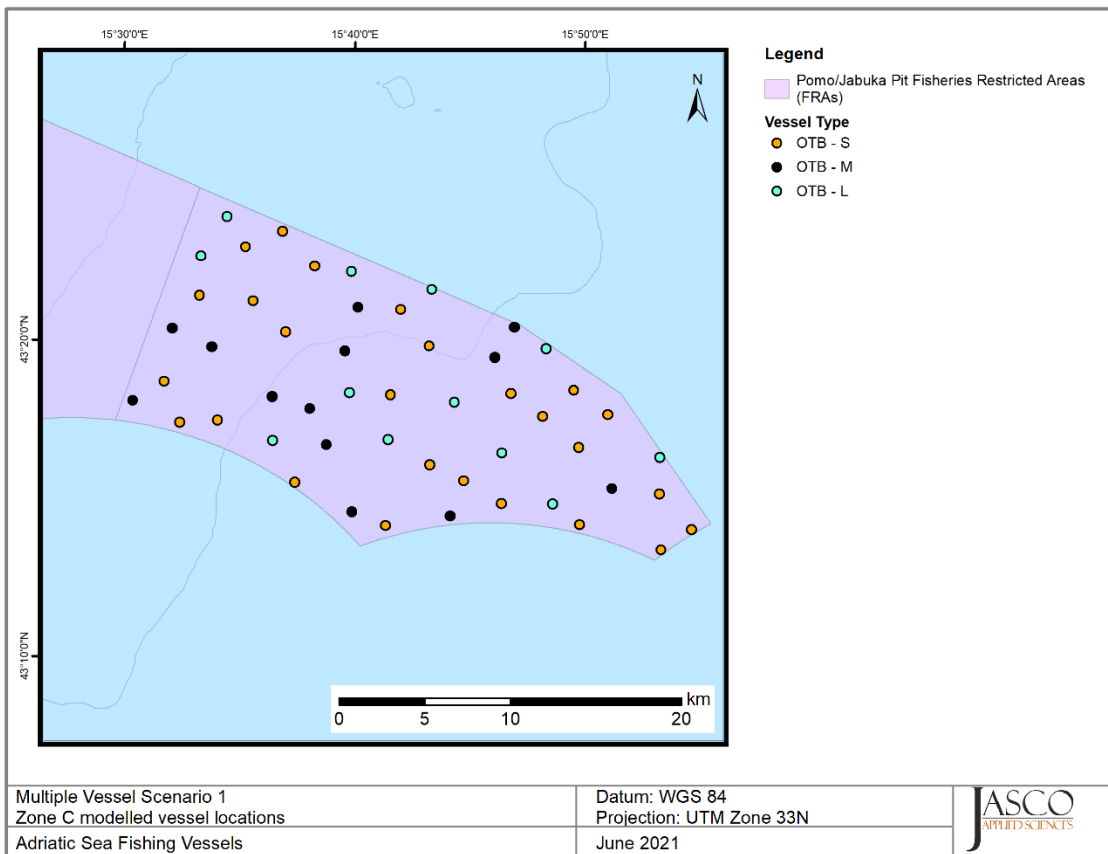 15°30'0"E 15°40'0"E 15°50'0"E
Legend
Pomo/Jabuka Pit Fisheries Restricted Areas
(FRAs)
Vessel Type
OTB - S
OTB - M
OTB - L
N
43°20'0"N
43°10'0"N
km
0 5 10 20
Multiple Vessel Scenario 1
Zone C modelled vessel locations
Adriatic Sea Fishing Vessels
Datum: WGS 84
Projection: UTM Zone 33N
June 2021
JASCO
APPLIED SCIENCES